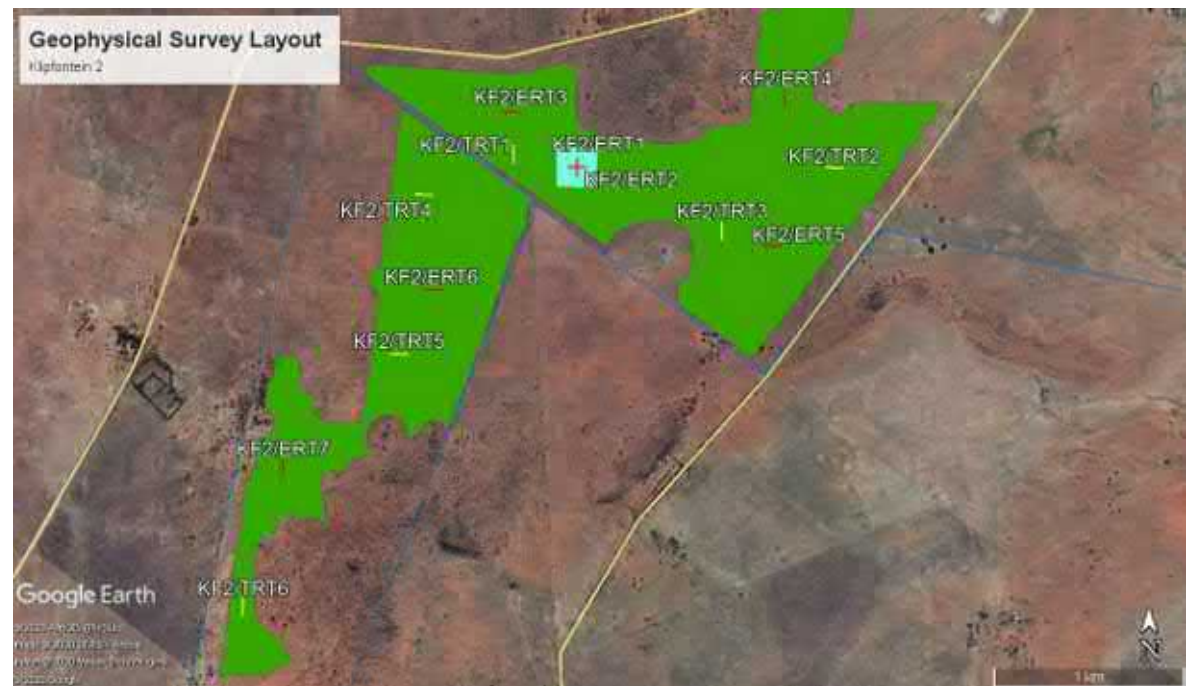 Geophysical Survey Layout
Klipfontein 2
KF2/ERT4
KF2/ERT3
KF2/TRT1
KF2/ERT1
KF2/TRT2
KF2/ERT2
KF2/TRT4
KF2/TRT3
KF2/ERT5
KF2/ERT6
KF2/TRT5
KF2/ERT7
KF2/TRT6
Google Earth
N
1 km